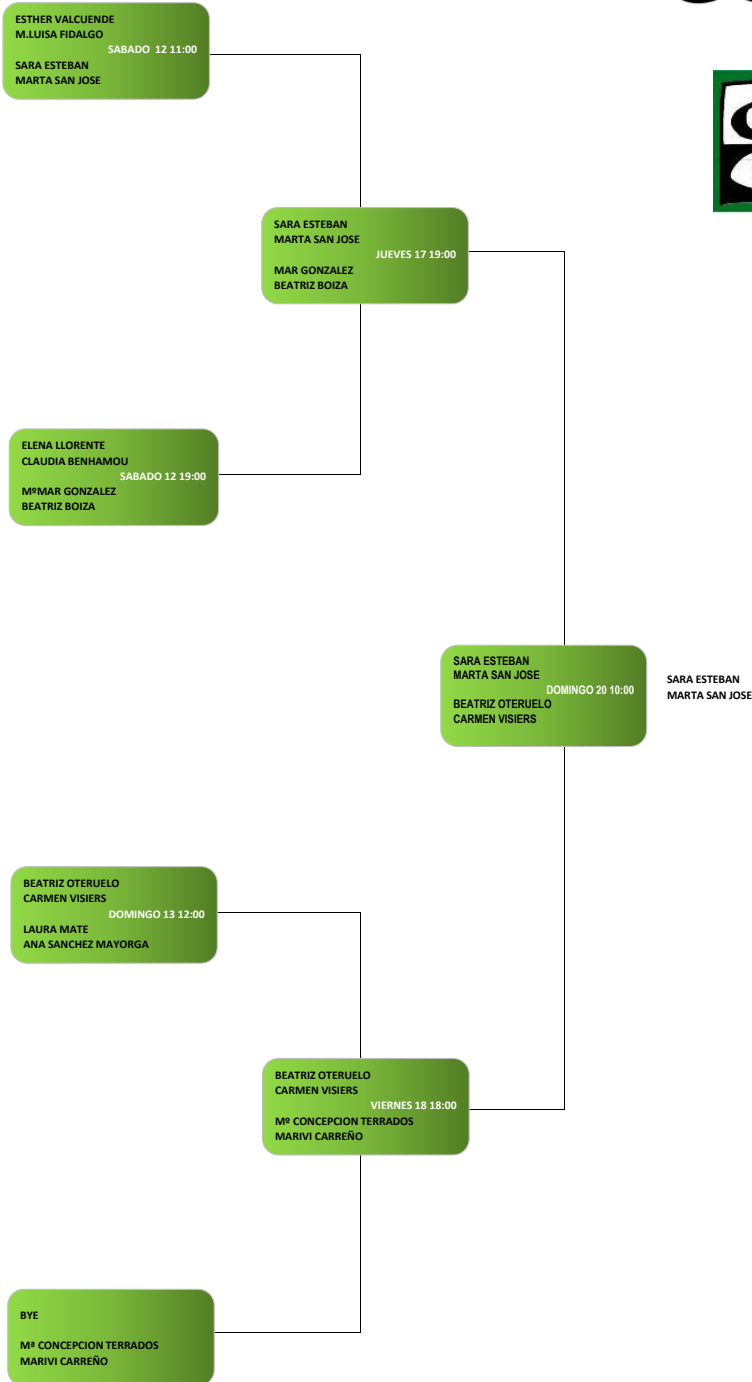 ESTHER VALCUENDE
M.LUISA FIDALGO
SABADO 12 11:00
SARA ESTEBAN
MARTA SAN JOSE
SARA ESTEBAN
MARTA SAN JOSE
JUEVES 17 19:00
MAR GONZALEZ
BEATRIZ BOIZA
ELENA LLORENTE
CLAUDIA BENHAMOU
SABADO 12 19:00
MºMAR GONZALEZ
BEATRIZ BOIZA
SARA ESTEBAN
MARTA SAN JOSE
DOMINGO 20 10:00
BEATRIZ OTERUELO
CARMEN VISIERS
SARA ESTEBAN
MARTA SAN JOSE
BEATRIZ OTERUELO
CARMEN VISIERS
DOMINGO 13 12:00
LAURA MATE
ANA SANCHEZ MAYORGA
BEATRIZ OTERUELO
CARMEN VISIERS
VIERNES 18 18:00
Mº CONCEPCION TERRADOS
MARIVI CARREÑO
BYE
Mª CONCEPCION TERRADOS
MARIVI CARREÑO